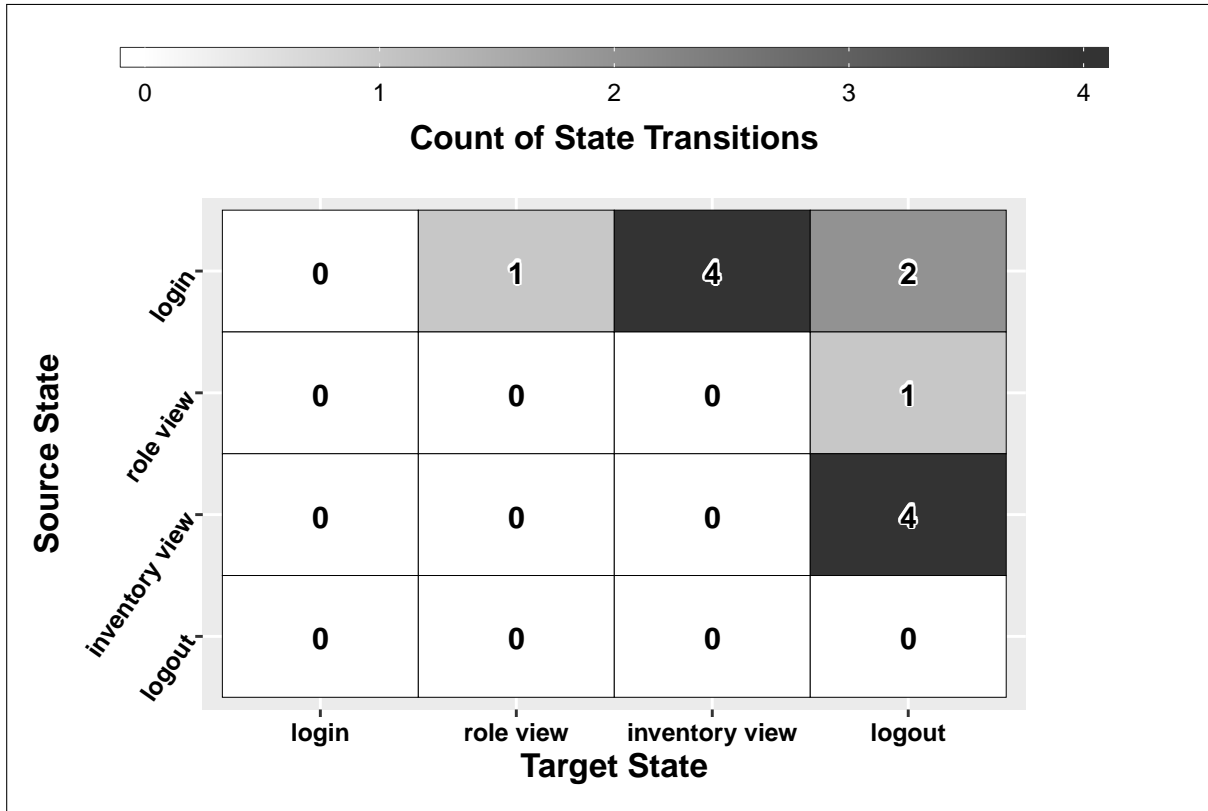 0 1 2 3 4
Count of State Transitions
Source State
login 0 1 4 2
role view 0 0 0 1
inventory view 0 0 0 4
logout 0 0 0 0
login role view inventory view logout
Target State